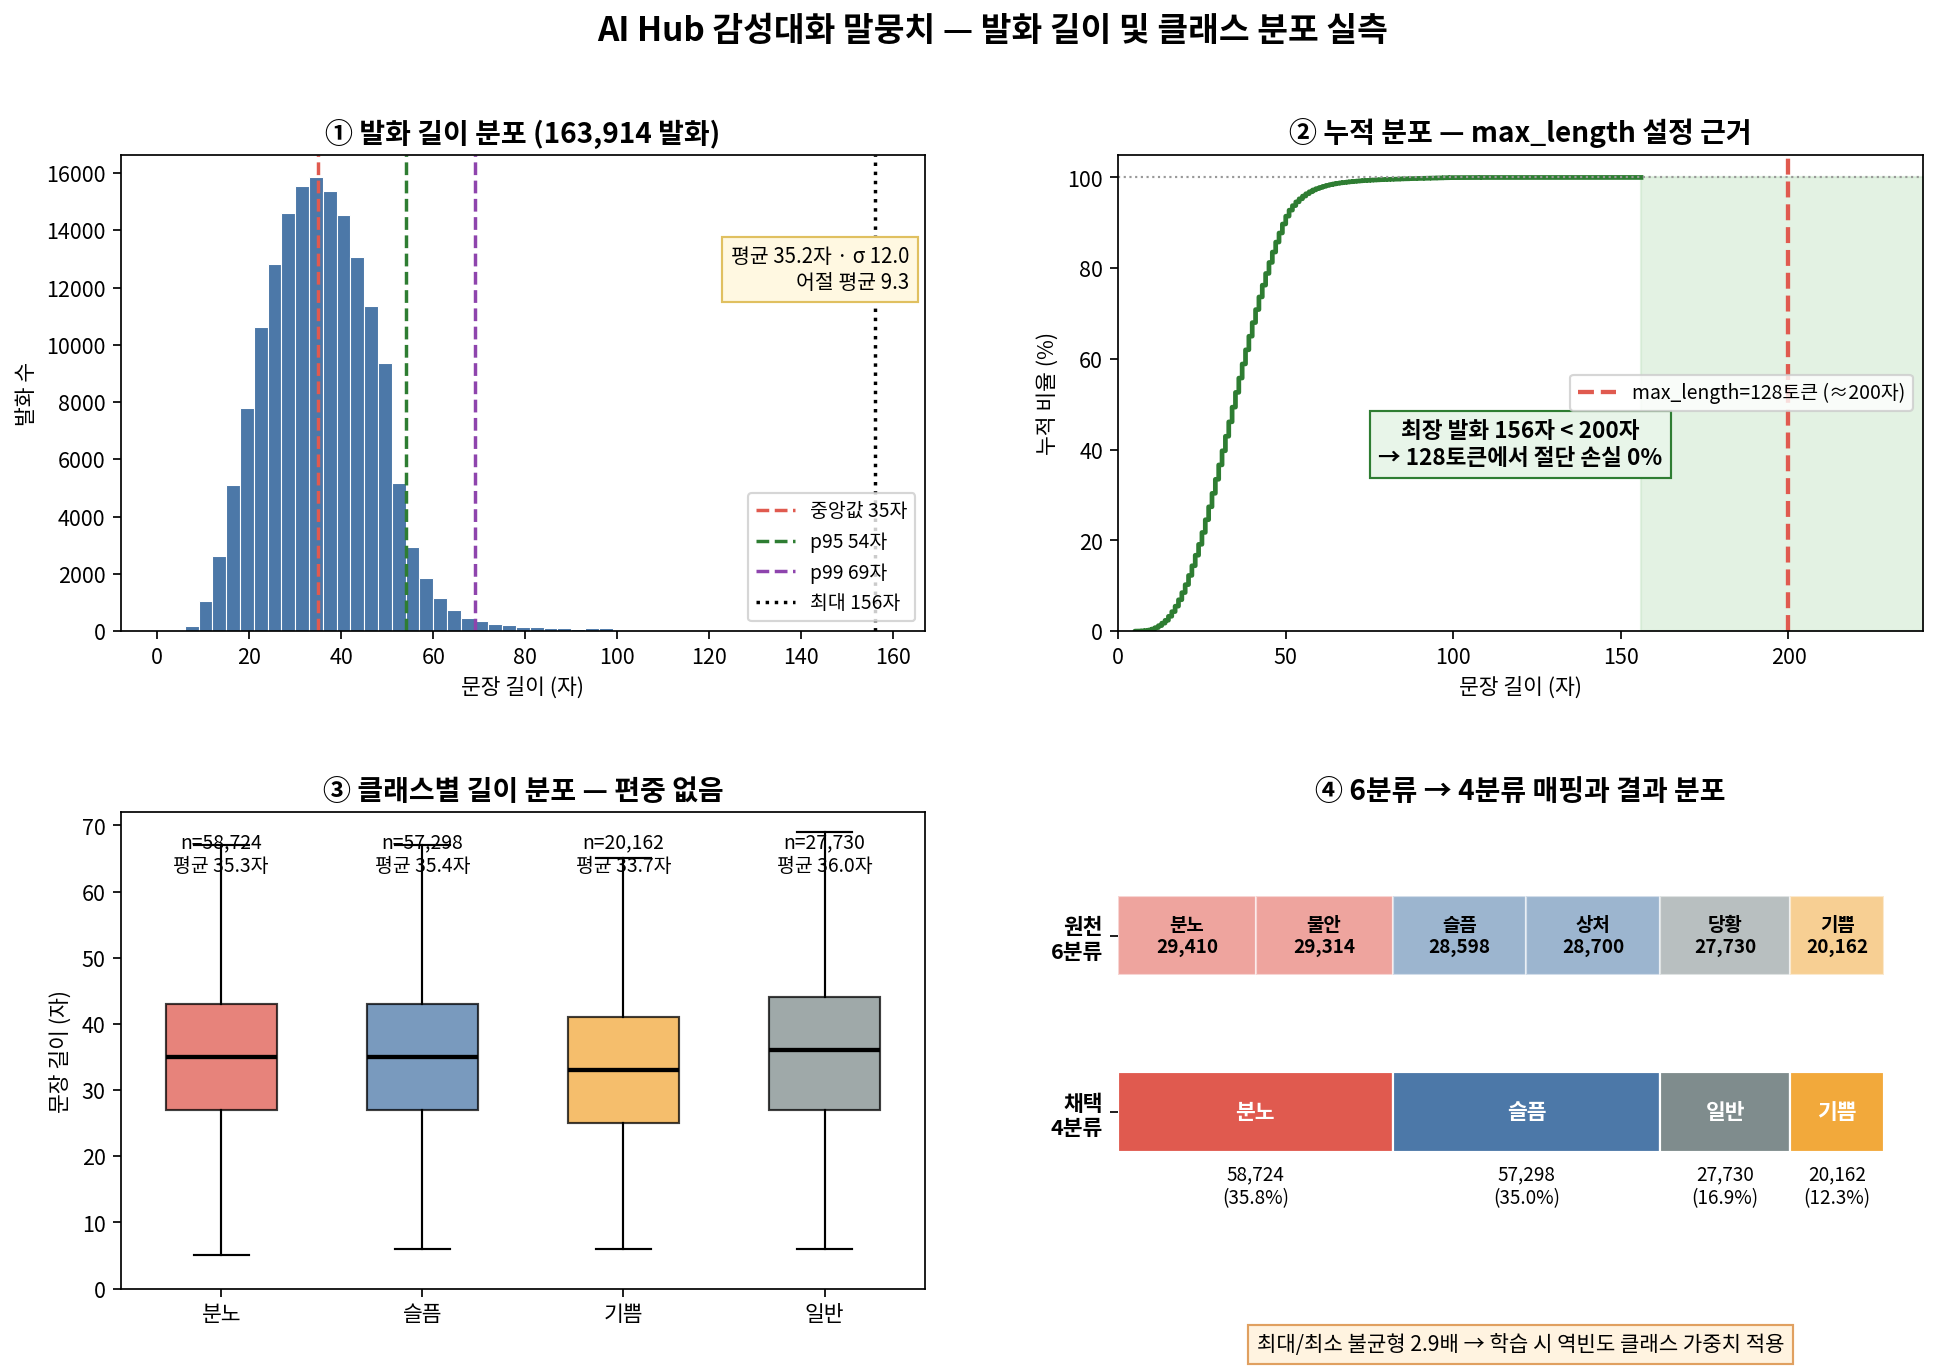 AI Hub 감성대화 말뭉치 — 발화 길이 및 클래스 분포 실측
① 발화 길이 분포 (163,914 발화)
16000
14000
12000
10000
8000
6000
4000
2000
0
발화 수
평균 35.2자 · σ 12.0
어절 평균 9.3
중앙값 35자
p95 54자
p99 69자
최대 156자
0 20 40 60 80 100 120 140 160
문장 길이 (자)
② 누적 분포 — max_length 설정 근거
100
80
60
40
20
0
누적 비율 (%)
max_length=128토큰 (≈200자)
최장 발화 156자 < 200자
→ 128토큰에서 절단 손실 0%
0 50 100 150 200
문장 길이 (자)
③ 클래스별 길이 분포 — 편중 없음
70
60
50
40
30
20
10
0
문장 길이 (자)
n=58,724 n=57,298 n=20,162 n=27,730
평균 35.3자 평균 35.4자 평균 33.7자 평균 36.0자
분노 슬픔 기쁨 일반
④ 6분류 → 4분류 매핑과 결과 분포
원천
6분류
분노 불안 슬픔 상처 당황 기쁨
29,410 29,314 28,598 28,700 27,730 20,162
채택
4분류
분노 슬픔 일반 기쁨
58,724 57,298 27,730 20,162
(35.8%) (35.0%) (16.9%) (12.3%)
최대/최소 불균형 2.9배 → 학습 시 역빈도 클래스 가중치 적용